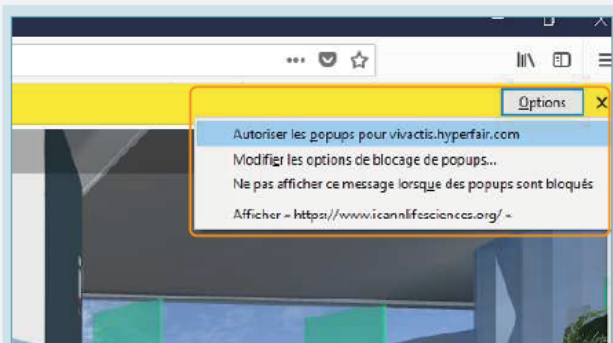 Options X
Autoriser les popups pour vivactis.hyperfair.com
Modifier les options de blocage de popups...
Ne pas afficher ce message lorsque des popups sont bloqués
Afficher « https://www.icannlifesciences.org/ »